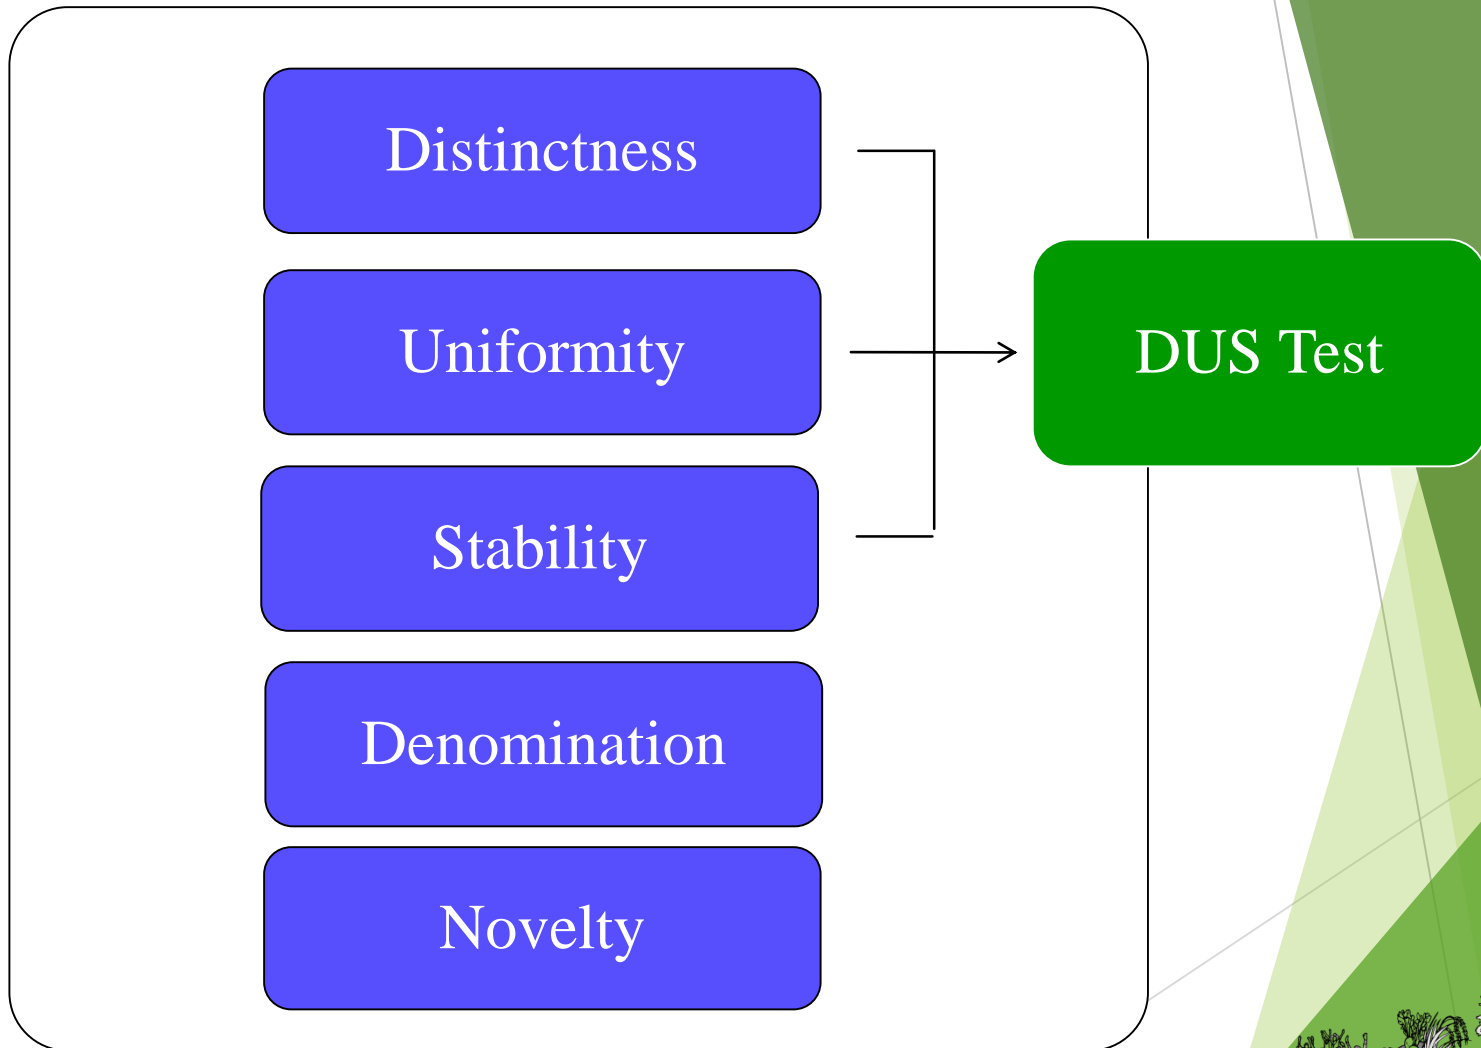 Distinctness
Uniformity
DUS Test
Stability
Denomination
Novelty